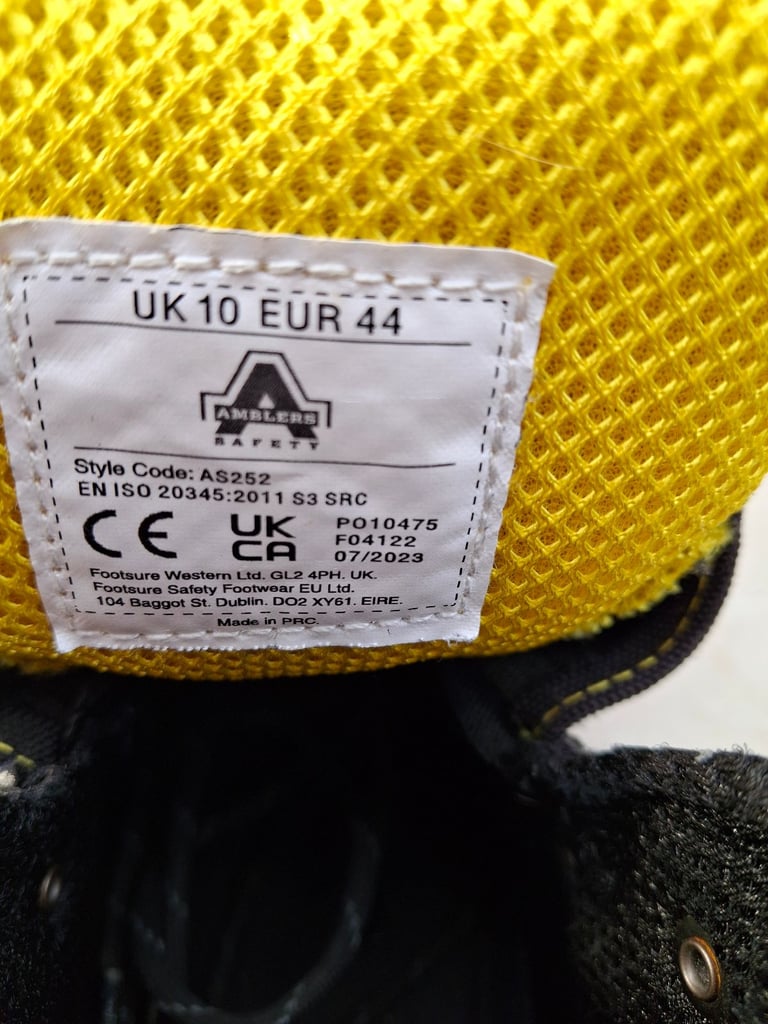 UK 10 EUR 44
A
AMBLERS
SAFETY
Style Code: AS252
EN ISO 20345:2011 S3 SRC
CE
UK
CA
PO10475
F04122
07/2023
Footsure Western Ltd. GL2 4PH. UK.
Footsure Safety Footwear EU Ltd.
104 Baggot St. Dublin. DO2 XY61. EIRE.
Made in PRC.